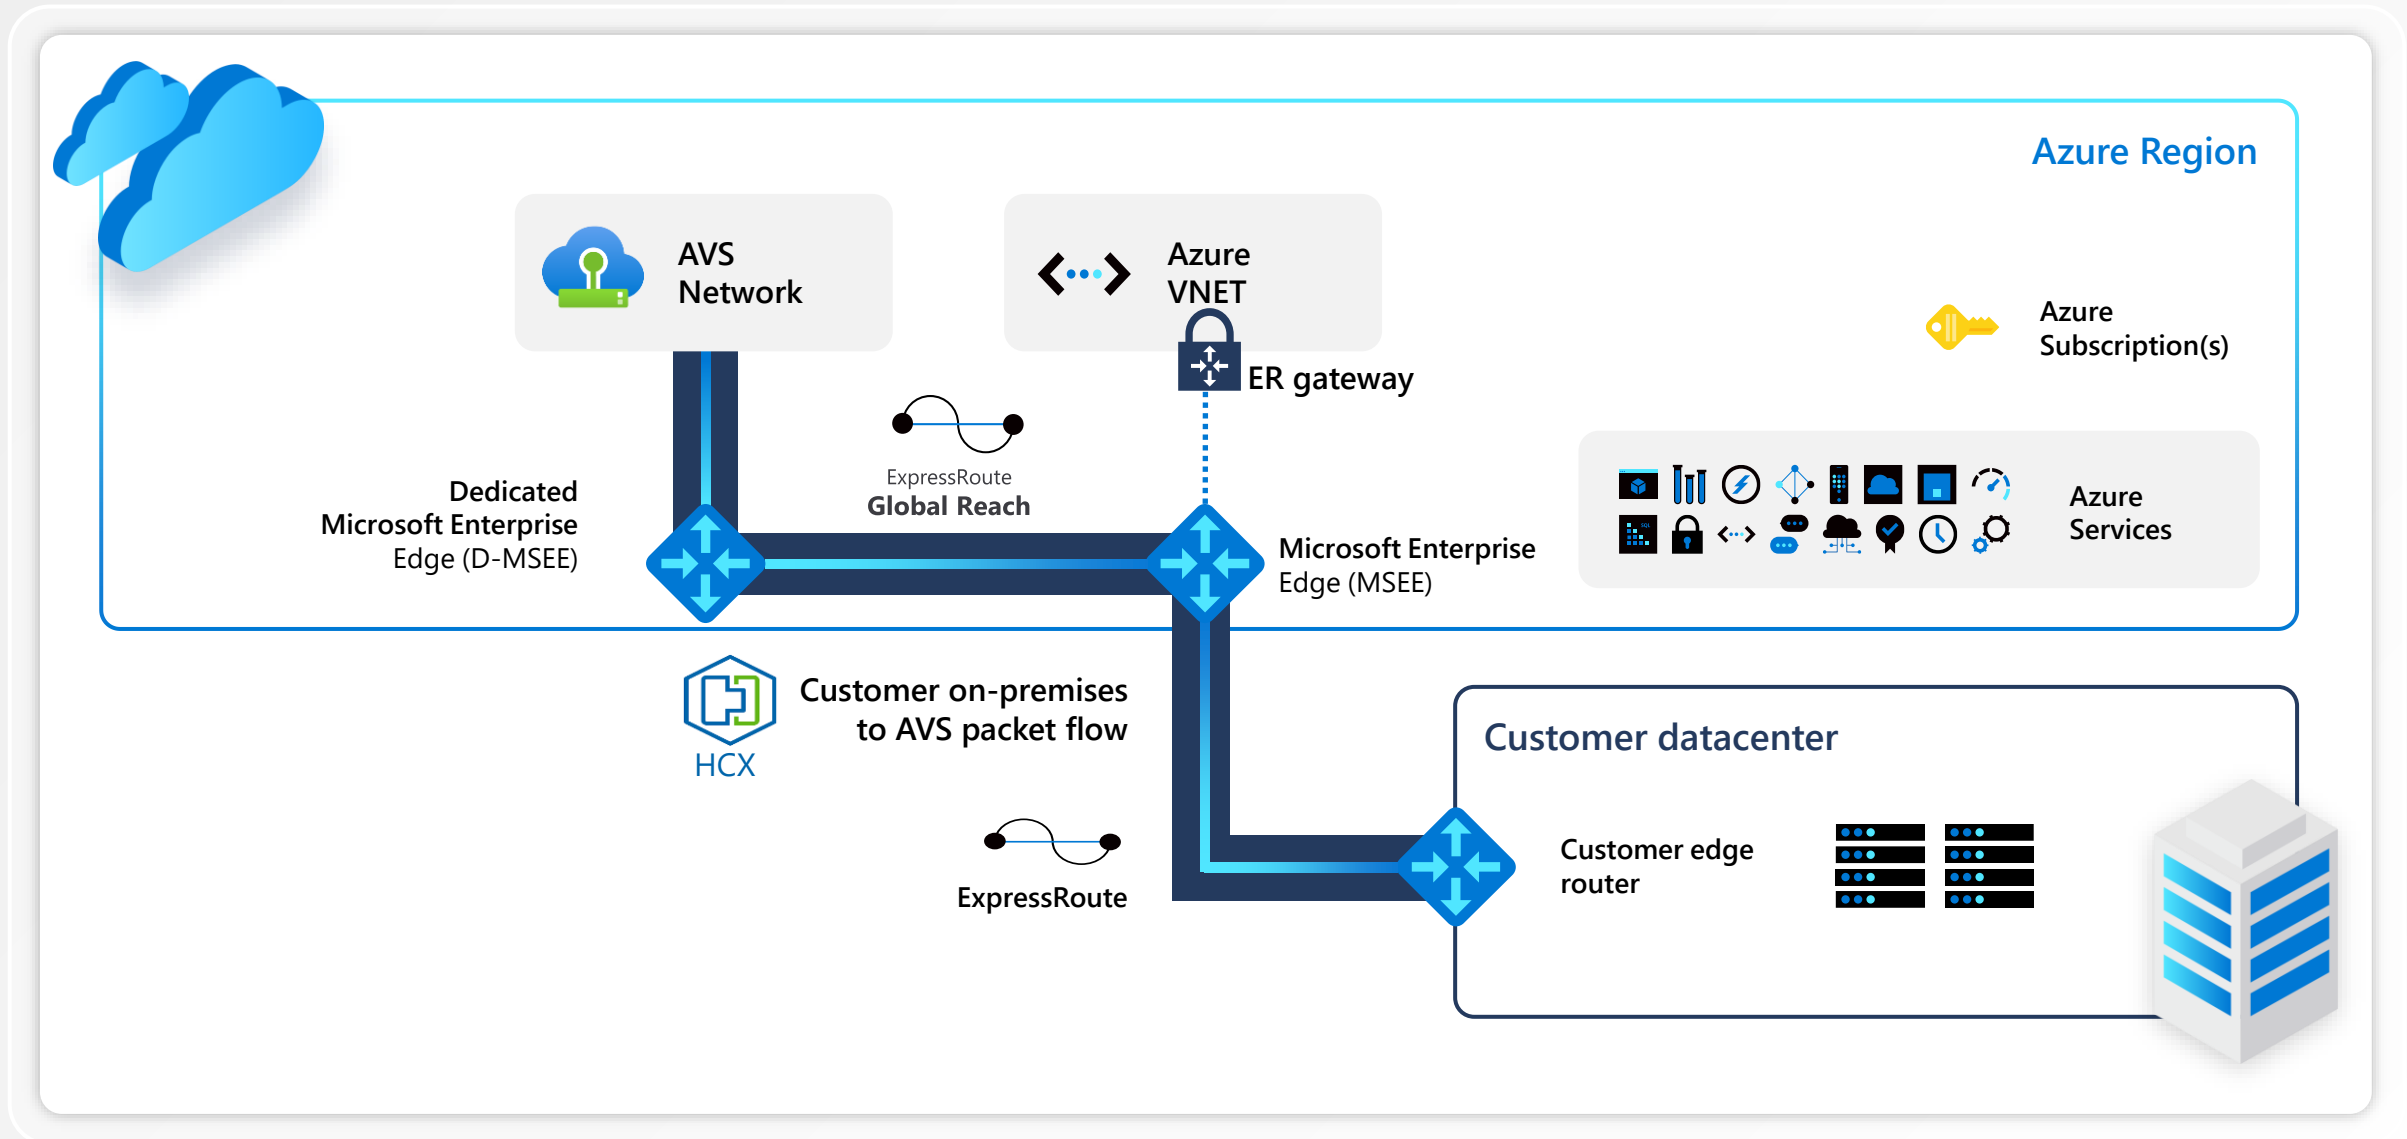 Azure Region
AVS
Network
Azure
VNET
ER gateway
Azure
Subscription(s)
ExpressRoute
Global Reach
Dedicated
Microsoft Enterprise
Edge (D-MSEE)
Microsoft Enterprise
Edge (MSEE)
SQL
Azure
Services
HCX
Customer on-premises
to AVS packet flow
ExpressRoute
Customer datacenter
Customer edge
router